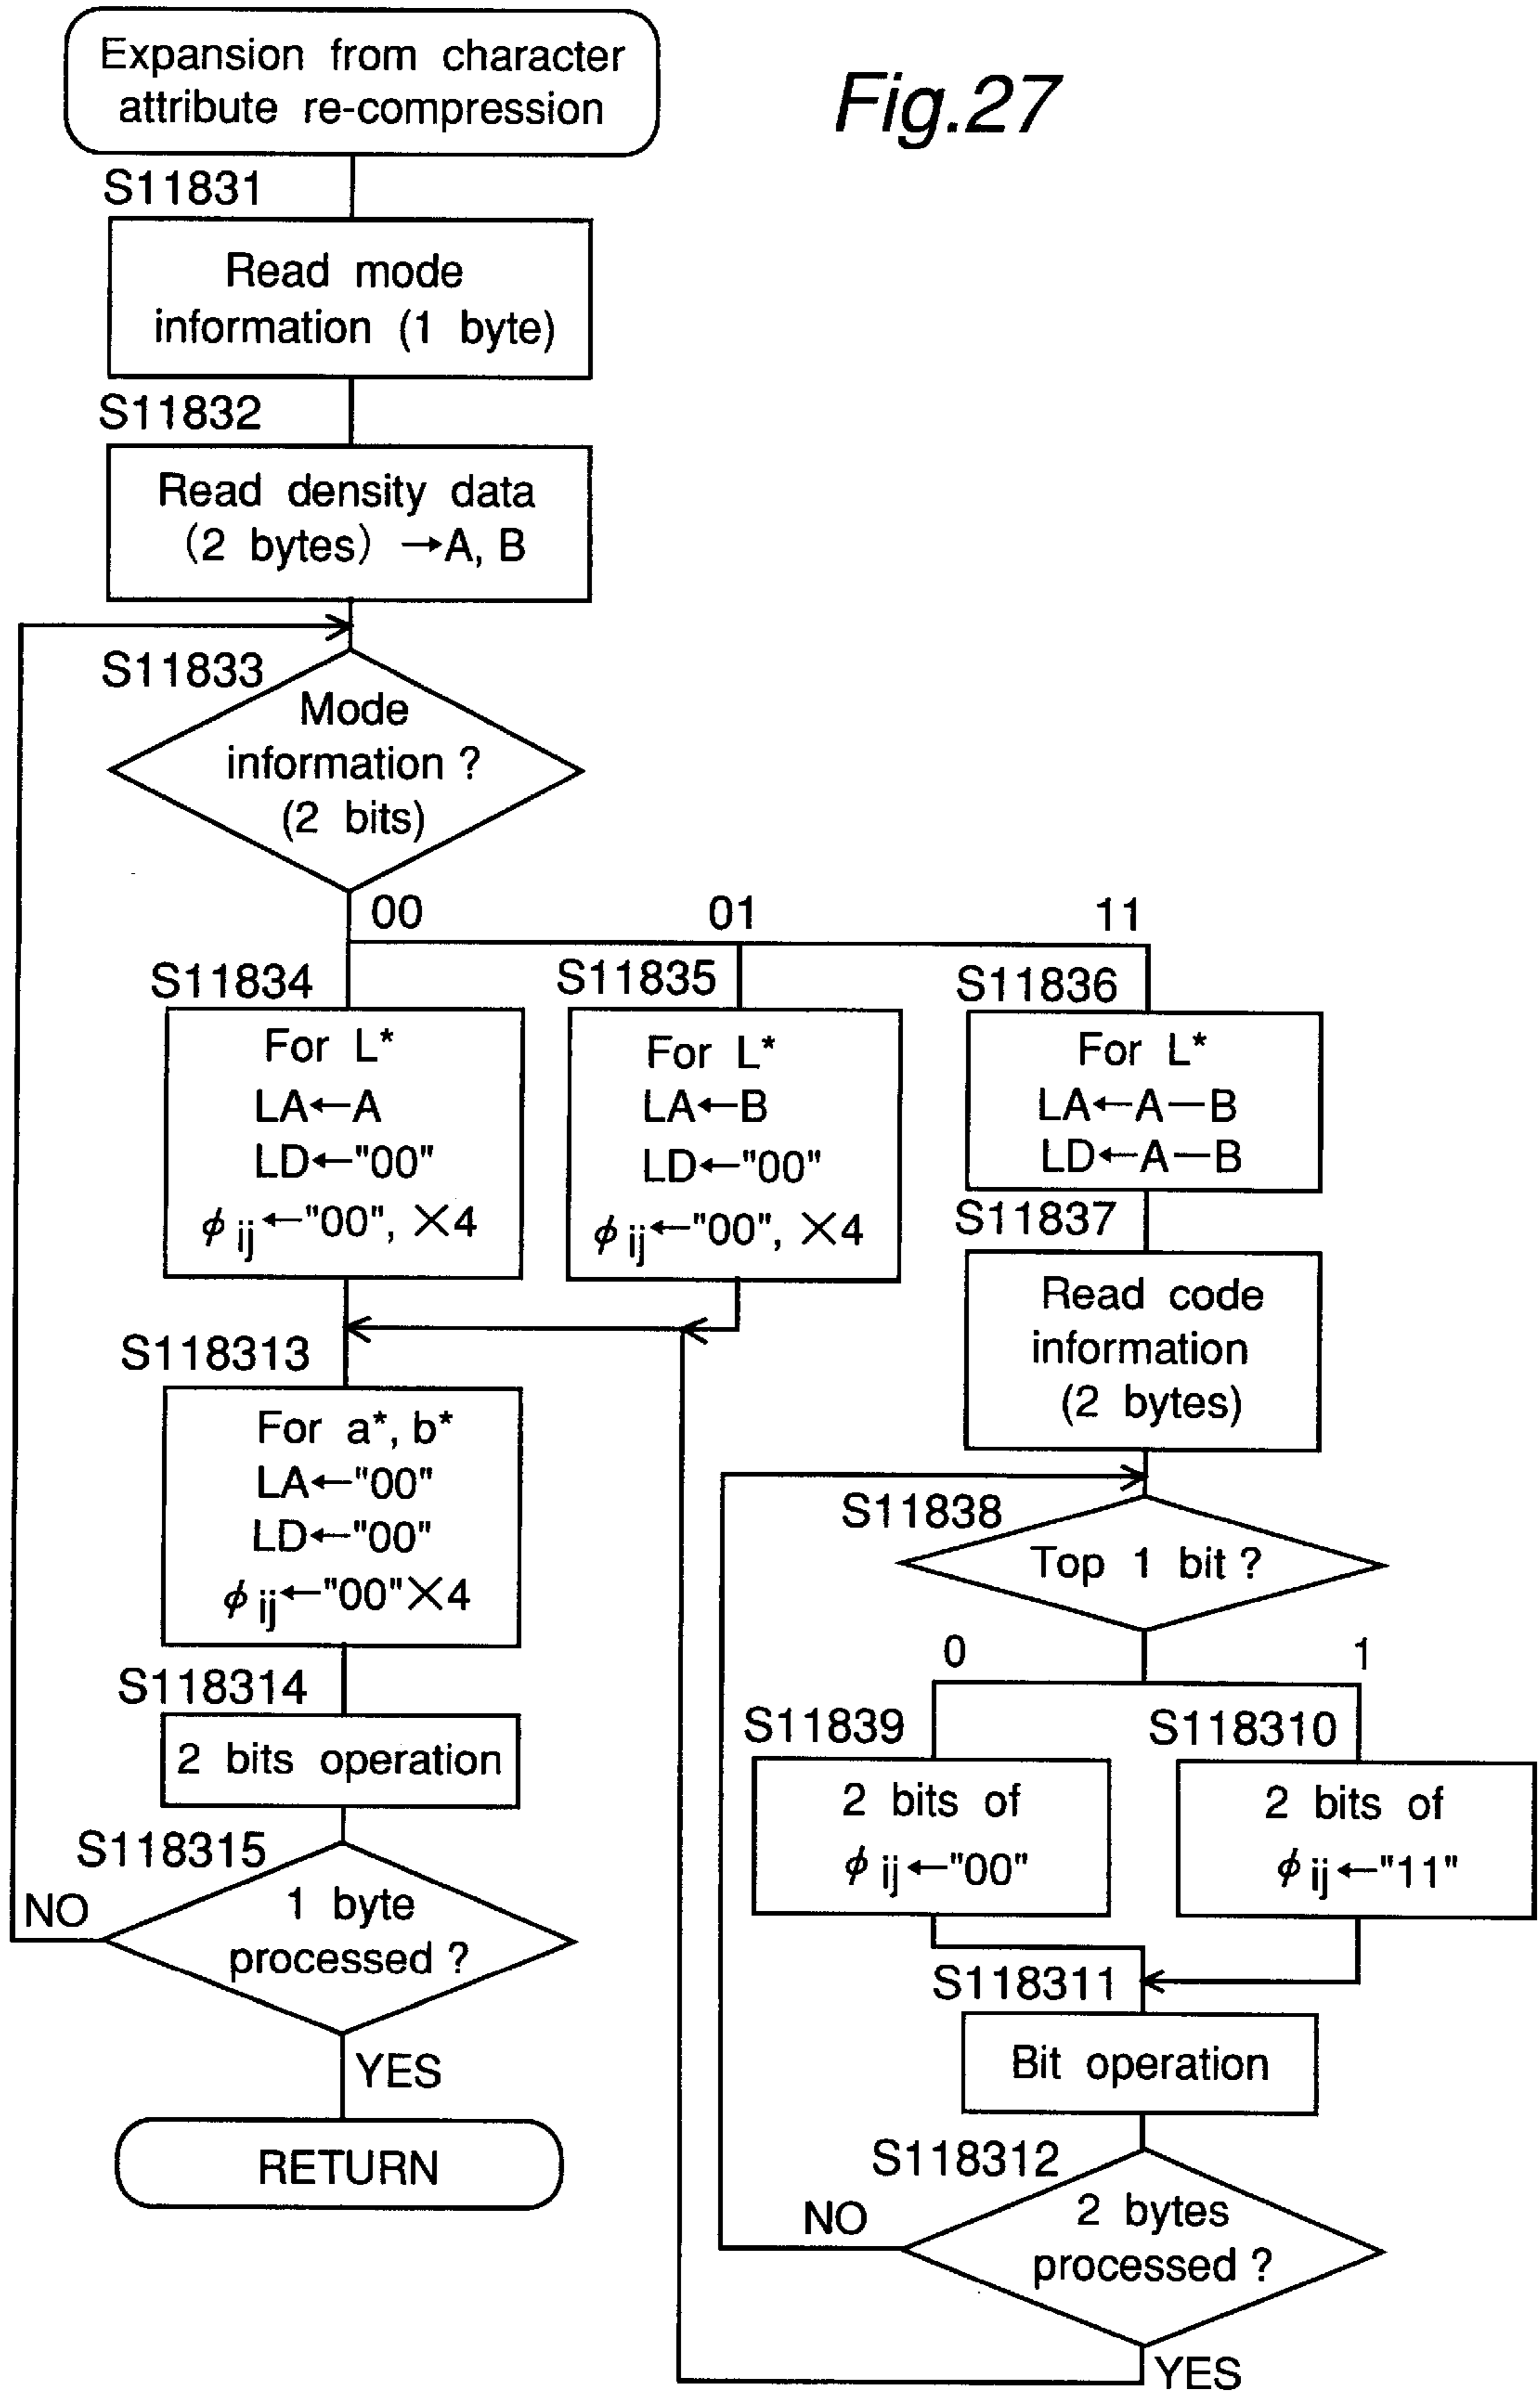 Fig.27
Expansion from character
attribute re-compression
S11831
Read mode
information (1 byte)
S11832
Read density data
(2 bytes) →A, B
S11833
Mode
information ?
(2 bits)
00
01
11
S11834
For L*
LA←A
LD←"00"
ϕij←"00", ×4
S11835
For L*
LA←B
LD←"00"
ϕij←"00", ×4
S11836
For L*
LA←A—B
LD←A—B
S11837
Read code
information
(2 bytes)
S11838
Top 1 bit ?
0
1
S11839
2 bits of
ϕij←"00"
S118310
2 bits of
ϕij←"11"
S118311
Bit operation
S118312
2 bytes
processed ?
NO
YES
S118313
For a*, b*
LA←"00"
LD←"00"
ϕij←"00"×4
S118314
2 bits operation
S118315
1 byte
processed ?
NO
YES
RETURN